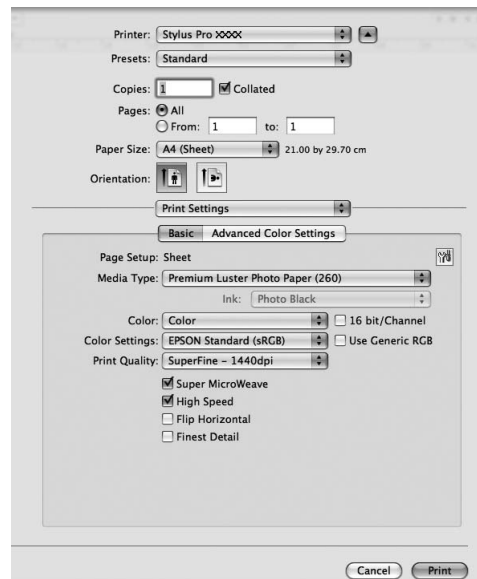 Printer: Stylus Pro XXXX
Presets: Standard
Copies: 1 Collated
Pages: All
From: 1 to: 1
Paper Size: A4 (Sheet) 21.00 by 29.70 cm
Orientation:
Print Settings
Basic Advanced Color Settings
Page Setup: Sheet
Media Type: Premium Luster Photo Paper (260)
Ink: Photo Black
Color: Color 16 bit/Channel
Color Settings: EPSON Standard (sRGB) Use Generic RGB
Print Quality: SuperFine – 1440dpi
Super MicroWeave
High Speed
Flip Horizontal
Finest Detail
Cancel Print